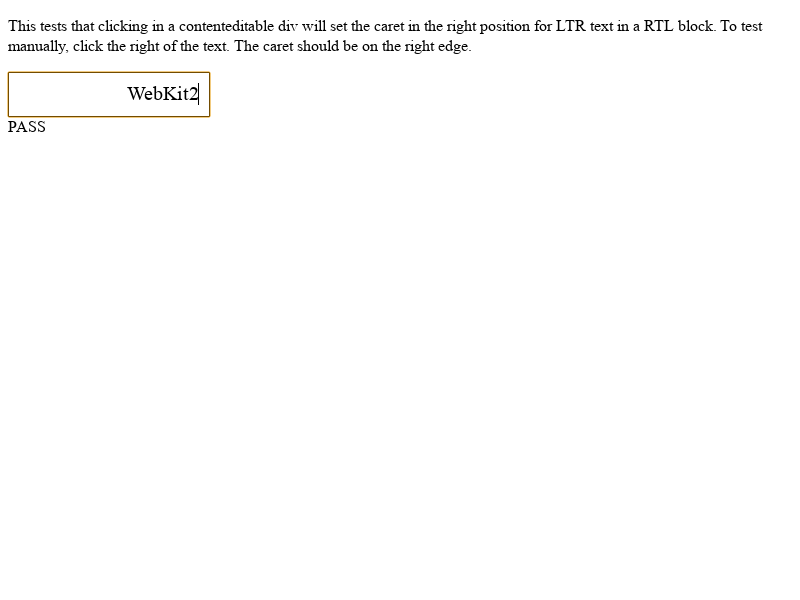 This tests that clicking in a contenteditable div will set the caret in the right position for LTR text in a RTL block. To test
manually, click the right of the text. The caret should be on the right edge.
WebKit2
PASS